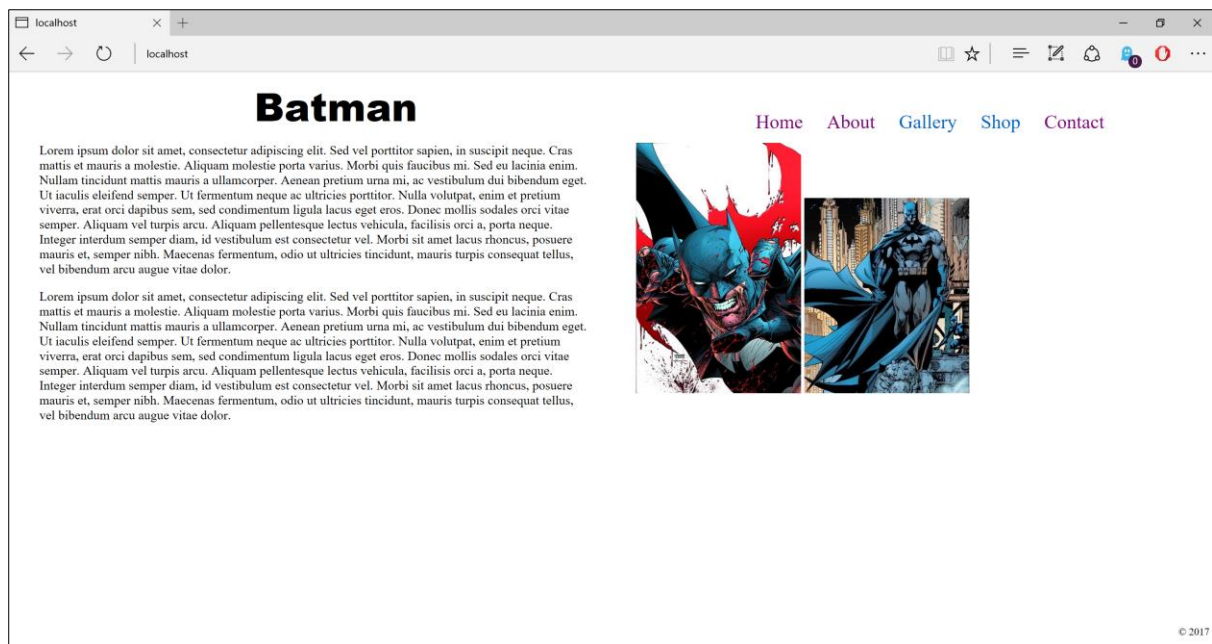 localhost
localhost
0
Batman
Home About Gallery Shop Contact
Lorem ipsum dolor sit amet, consectetur adipiscing elit. Sed vel porttitor sapien, in suscipit neque. Cras
mattis et mauris a molestie. Aliquam molestie porta varius. Morbi quis faucibus mi. Sed eu lacinia enim.
Nullam tincidunt mattis mauris a ullamcorper. Aenean pretium urna mi, ac vestibulum dui bibendum eget.
Ut iaculis eleifend semper. Ut fermentum neque ac ultricies porttitor. Nulla volutpat, enim et pretium
viverra, erat orci dapibus sem, sed condimentum ligula lacus eget eros. Donec mollis sodales orci vitae
semper. Aliquam vel turpis arcu. Aliquam pellentesque lectus vehicula, facilisis orci a, porta neque.
Integer interdum semper diam, id vestibulum est consectetur vel. Morbi sit amet lacus rhoncus, posuere
mauris et, semper nibh. Maecenas fermentum, odio ut ultricies tincidunt, mauris turpis consequat tellus,
vel bibendum arcu augue vitae dolor.
Lorem ipsum dolor sit amet, consectetur adipiscing elit. Sed vel porttitor sapien, in suscipit neque. Cras
mattis et mauris a molestie. Aliquam molestie porta varius. Morbi quis faucibus mi. Sed eu lacinia enim.
Nullam tincidunt mattis mauris a ullamcorper. Aenean pretium urna mi, ac vestibulum dui bibendum eget.
Ut iaculis eleifend semper. Ut fermentum neque ac ultricies porttitor. Nulla volutpat, enim et pretium
viverra, erat orci dapibus sem, sed condimentum ligula lacus eget eros. Donec mollis sodales orci vitae
semper. Aliquam vel turpis arcu. Aliquam pellentesque lectus vehicula, facilisis orci a, porta neque.
Integer interdum semper diam, id vestibulum est consectetur vel. Morbi sit amet lacus rhoncus, posuere
mauris et, semper nibh. Maecenas fermentum, odio ut ultricies tincidunt, mauris turpis consequat tellus,
vel bibendum arcu augue vitae dolor.
© 2017